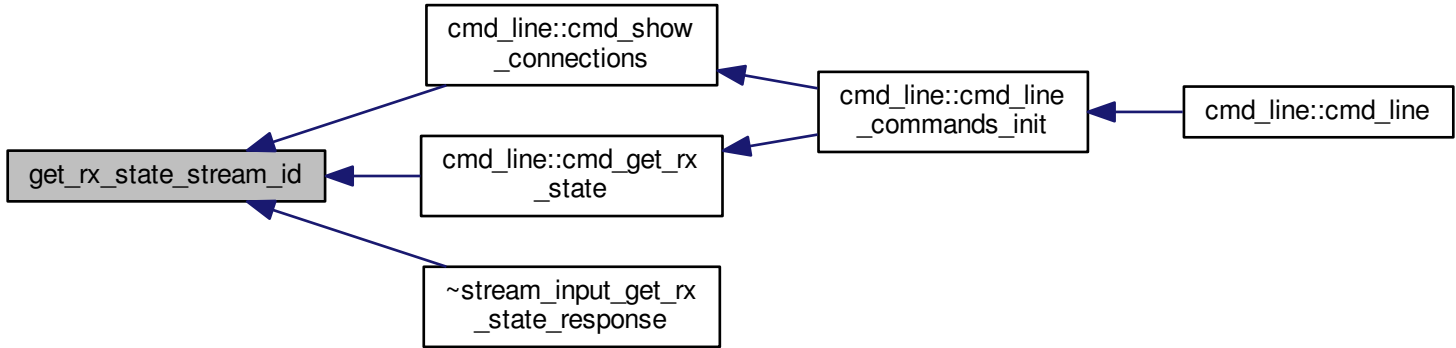 cmd_line::cmd_show
_connections
cmd_line::cmd_line
_commands_init
cmd_line::cmd_line
get_rx_state_stream_id
cmd_line::cmd_get_rx
_state
~stream_input_get_rx
_state_response